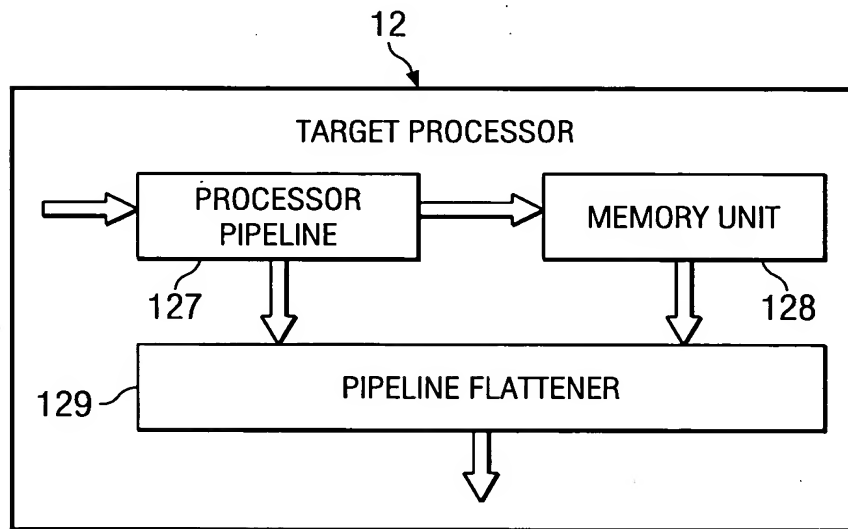 12
TARGET PROCESSOR
PROCESSOR
PIPELINE
MEMORY UNIT
127
128
PIPELINE FLATTENER
129